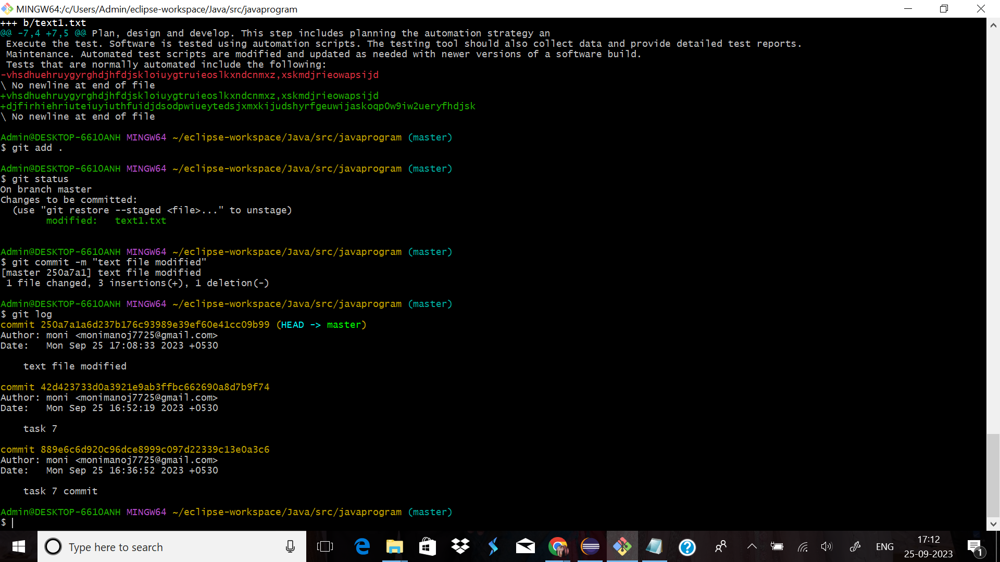 MINGW64:/c/Users/Admin/eclipse-workspace/Java/src/javaprogram
+++ b/text1.txt
@@ -7,4 +7,5 @@ Plan, design and develop. This step includes planning the automation strategy an
 Execute the test. Software is tested using automation scripts. The testing tool should also collect data and provide detailed test reports.
 Maintenance. Automated test scripts are modified and updated as needed with newer versions of a software build.
 Tests that are normally automated include the following:
-vhsdhuehruygyrghdjhfdjskloiuygtruieoslkxndcnmxz,xskmdjrieowapsijd
\ No newline at end of file
+vhsdhuehruygyrghdjhfdjskloiuygtruieoslkxndcnmxz,xskmdjrieowapsijd
+djfirhiehriuteiuyiuthfuidjdsodpwiueytedsjxmxkijudshyrfgeuwijaskoqp0w9iw2ueryfhdjsk
\ No newline at end of file

Admin@DESKTOP-661OANH MINGW64 ~/eclipse-workspace/Java/src/javaprogram (master)
$ git add .

Admin@DESKTOP-661OANH MINGW64 ~/eclipse-workspace/Java/src/javaprogram (master)
$ git status
On branch master
Changes to be committed:
  (use "git restore --staged <file>..." to unstage)
        modified:   text1.txt

Admin@DESKTOP-661OANH MINGW64 ~/eclipse-workspace/Java/src/javaprogram (master)
$ git commit -m "text file modified"
[master 250a7a1] text file modified
 1 file changed, 3 insertions(+), 1 deletion(-)

Admin@DESKTOP-661OANH MINGW64 ~/eclipse-workspace/Java/src/javaprogram (master)
$ git log
commit 250a7a1a6d237b176c93989e39ef60e41cc09b99 (HEAD -> master)
Author: moni <monimanoj7725@gmail.com>
Date:   Mon Sep 25 17:08:33 2023 +0530

    text file modified

commit 42d423733d0a3921e9ab3ffbc662690a8d7b9f74
Author: moni <monimanoj7725@gmail.com>
Date:   Mon Sep 25 16:52:19 2023 +0530

    task 7

commit 889e6c6d920c96dce8999c097d22339c13e0a3c6
Author: moni <monimanoj7725@gmail.com>
Date:   Mon Sep 25 16:36:52 2023 +0530

    task 7 commit

Admin@DESKTOP-661OANH MINGW64 ~/eclipse-workspace/Java/src/javaprogram (master)
$
Type here to search
ENG
17:12
25-09-2023
1